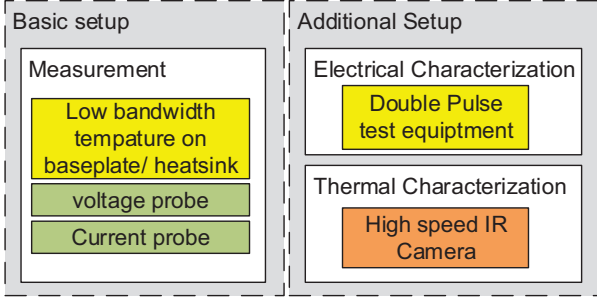 Basic setup
Measurement
Low bandwidth
tempature on
baseplate/ heatsink
voltage probe
Current probe
Additional Setup
Electrical Characterization
Double Pulse
test equiptment
Thermal Characterization
High speed IR
Camera